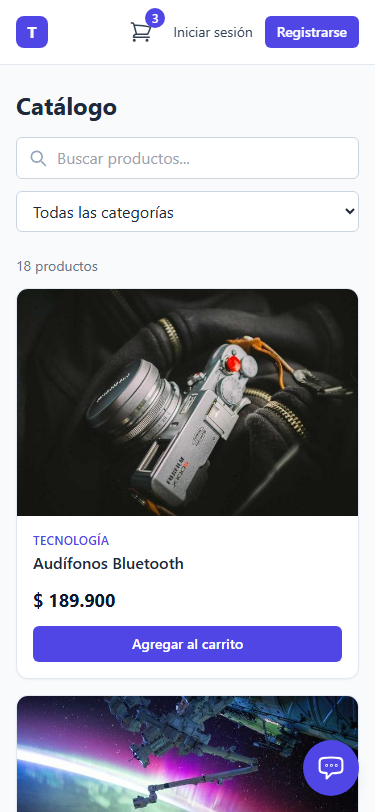 T
3
Iniciar sesión
Registrarse
Catálogo
Buscar productos...
Todas las categorías
18 productos
FUJIFILM
TECNOLOGÍA
Audífonos Bluetooth
$ 189.900
Agregar al carrito